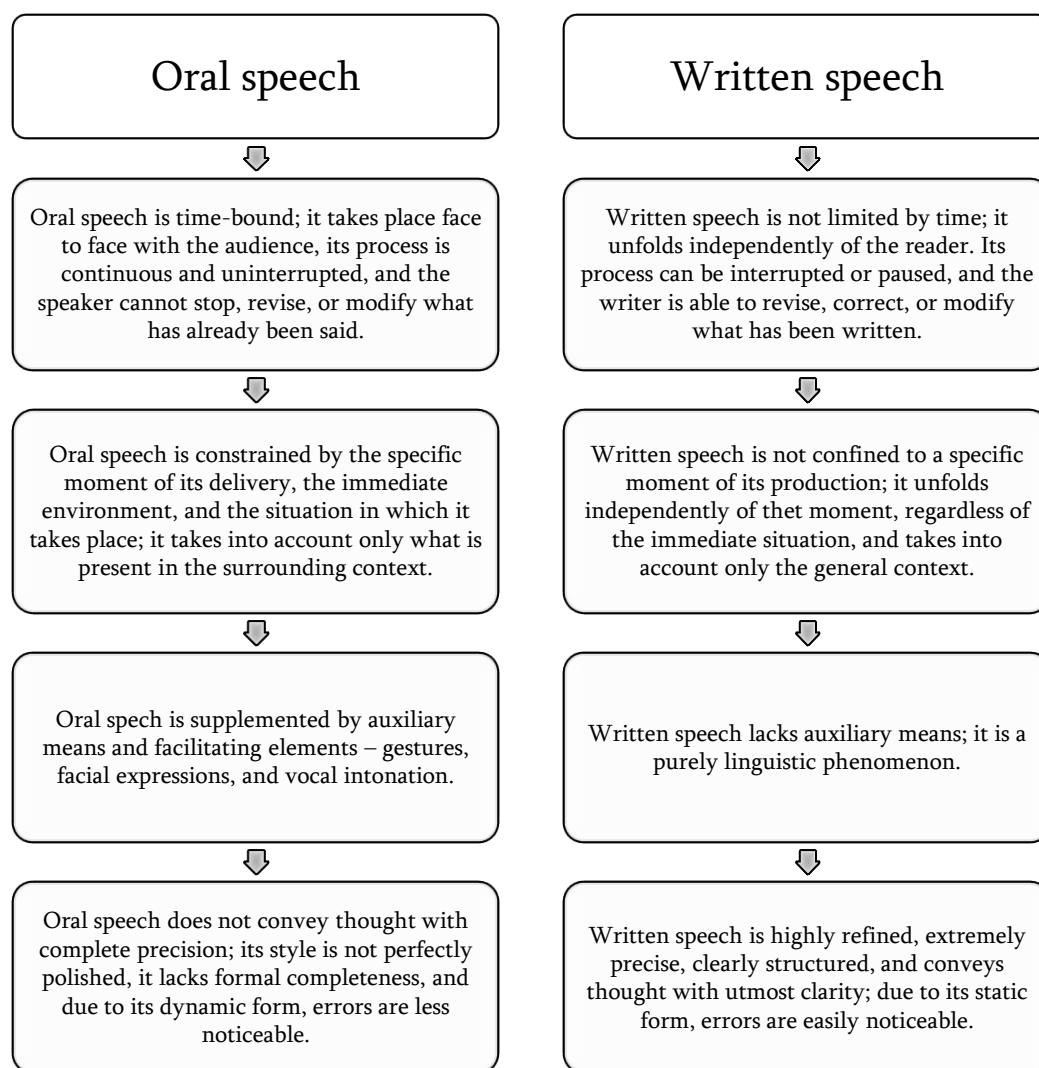 Oral speech
Oral speech is time-bound; it takes place face
to face with the audience, its process is
continuous and uninterrupted, and the
speaker cannot stop, revise, or modify what
has already been said.
Oral speech is constrained by the specific
moment of its delivery, the immediate
environment, and the situation in which it
takes place; it takes into account only what is
present in the surrounding context.
Oral spech is supplemented by auxiliary
means and facilitating elements – gestures,
facial expressions, and vocal intonation.
Oral speech does not convey thought with
complete precision; its style is not perfectly
polished, it lacks formal completeness, and
due to its dynamic form, errors are less
noticeable.
Written speech
Written speech is not limited by time; it
unfolds independently of the reader. Its
process can be interrupted or paused, and the
writer is able to revise, correct, or modify
what has been written.
Written speech is not confined to a specific
moment of its production; it unfolds
independently of thet moment, regardless of
the immediate situation, and takes into
account only the general context.
Written speech lacks auxiliary means; it is a
purely linguistic phenomenon.
Written speech is highly refined, extremely
precise, clearly structured, and conveys
thought with utmost clarity; due to its static
form, errors are easily noticeable.